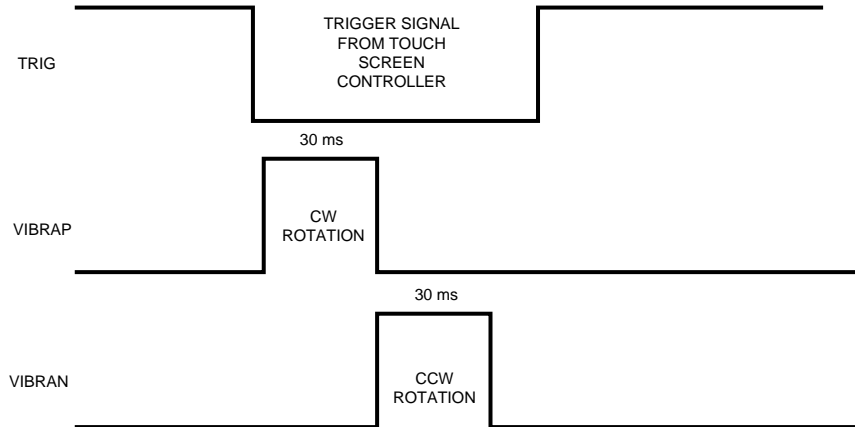 TRIG
TRIGGER SIGNAL
FROM TOUCH
SCREEN
CONTROLLER
30 ms
VIBRAP
CW
ROTATION
30 ms
VIBRAN
CCW
ROTATION